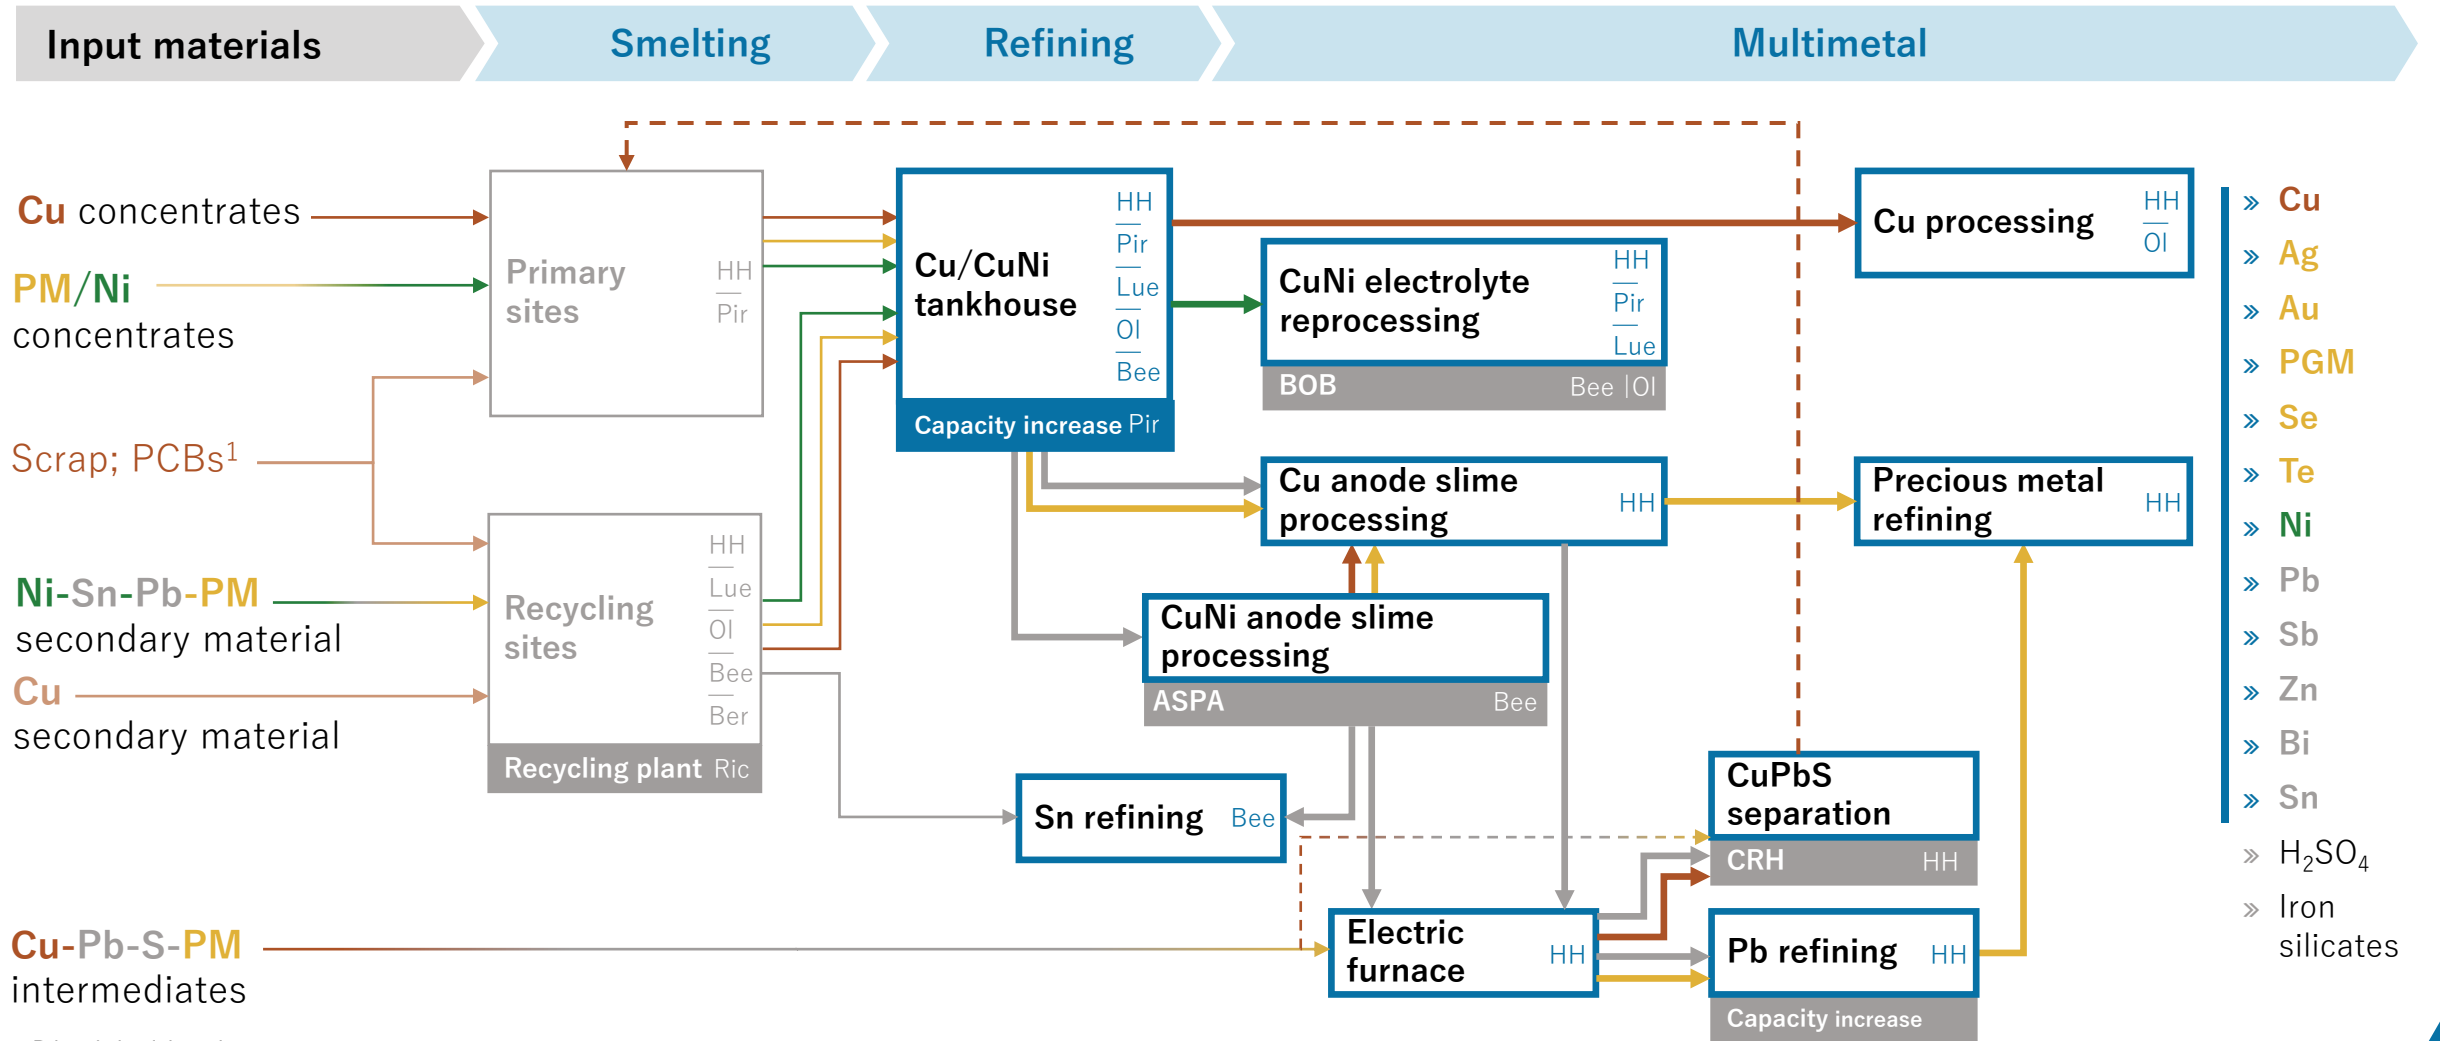 Input materials
Smelting
Refining
Multimetal
Cu concentrates
PM/Ni
concentrates
Scrap; PCBs¹
Ni-Sn-Pb-PM
secondary material
Cu
secondary material
Cu-Pb-S-PM
intermediates
Primary
sites
HH
Pir
Recycling
sites
HH
Lue
Ol
Bee
Ber
Recycling plant Ric
Cu/CuNi
tankhouse
HH
Pir
Lue
Ol
Bee
Capacity increase Pir
CuNi electrolyte
reprocessing
HH
Pir
Lue
BOB Bee |Ol
Cu anode slime
processing
HH
CuNi anode slime
processing
ASPA Bee
Sn refining Bee
Electric
furnace
HH
Cu processing
HH
Ol
Precious metal
refining
HH
CuPbS
separation
CRH HH
Pb refining HH
Capacity increase
» Cu
» Ag
» Au
» PGM
» Se
» Te
» Ni
» Pb
» Sb
» Zn
» Bi
» Sn
» H₂SO₄
» Iron
silicates